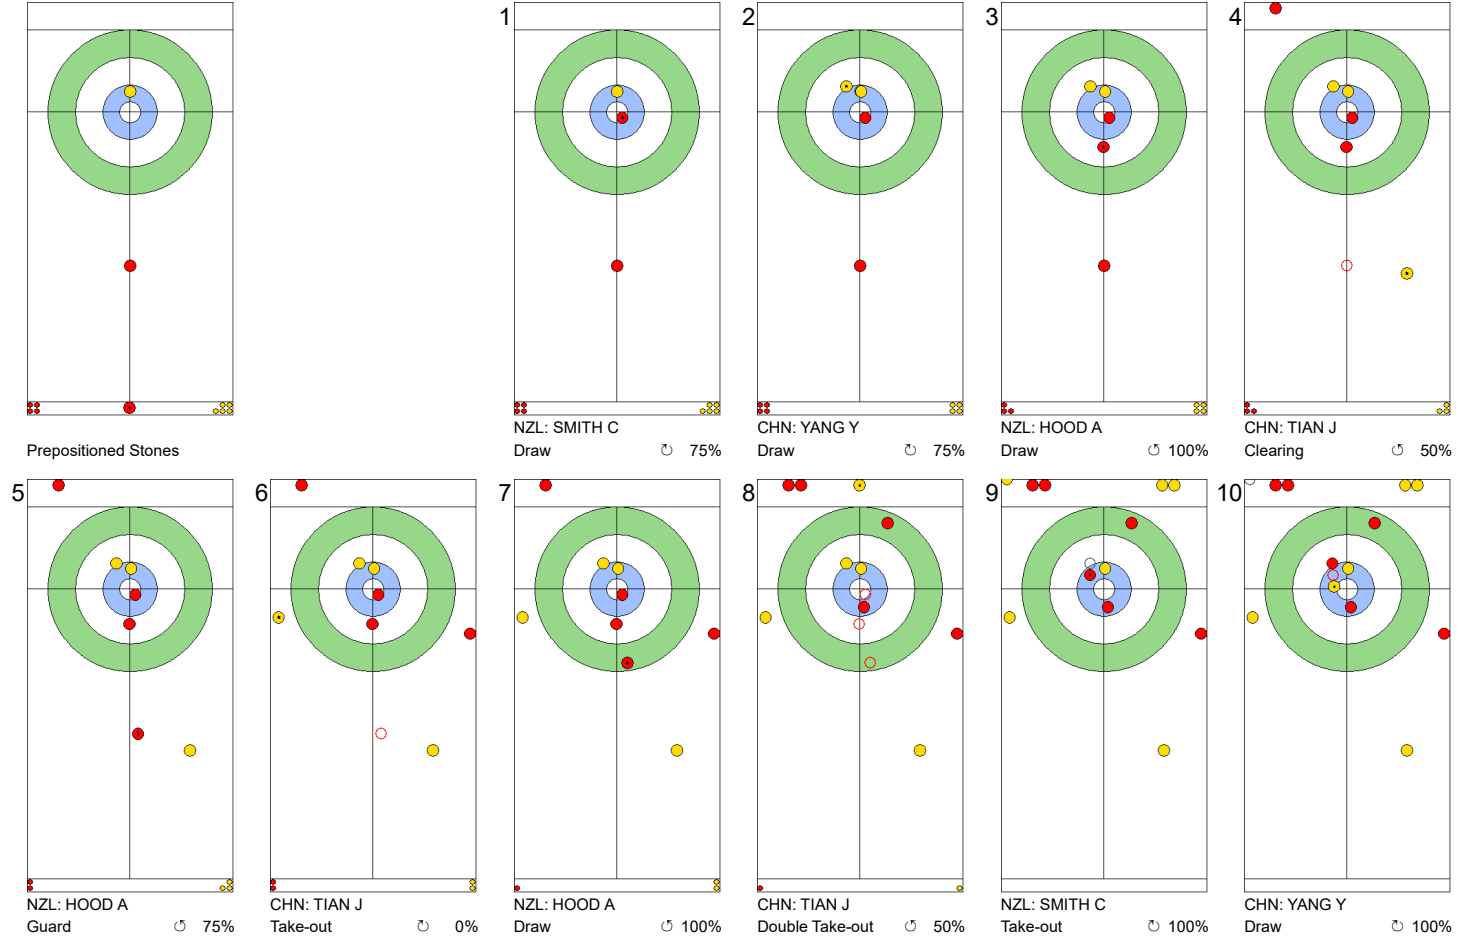 1
2
3
4
Prepositioned Stones
NZL: SMITH C
Draw ↻ 75%
CHN: YANG Y
Draw ↻ 75%
NZL: HOOD A
Draw ↺ 100%
CHN: TIAN J
Clearing ↺ 50%
5
6
7
8
9
10
NZL: HOOD A
Guard ↺ 75%
CHN: TIAN J
Take-out ↻ 0%
NZL: HOOD A
Draw ↺ 100%
CHN: TIAN J
Double Take-out ↺ 50%
NZL: SMITH C
Take-out ↻ 100%
CHN: YANG Y
Draw ↻ 100%